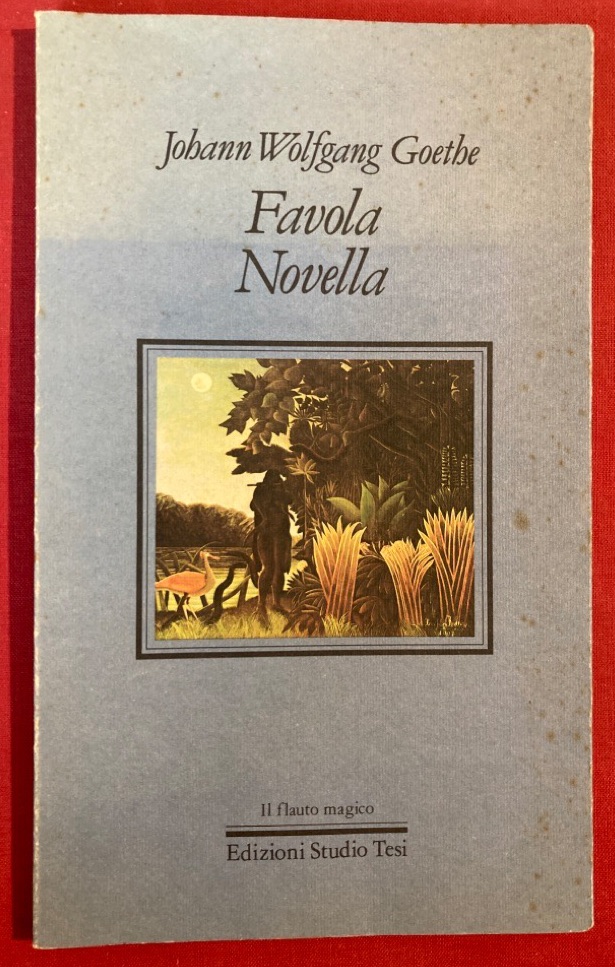 Johann Wolfgang Goethe
Favola
Novella
Il flauto magico
Edizioni Studio Tesi